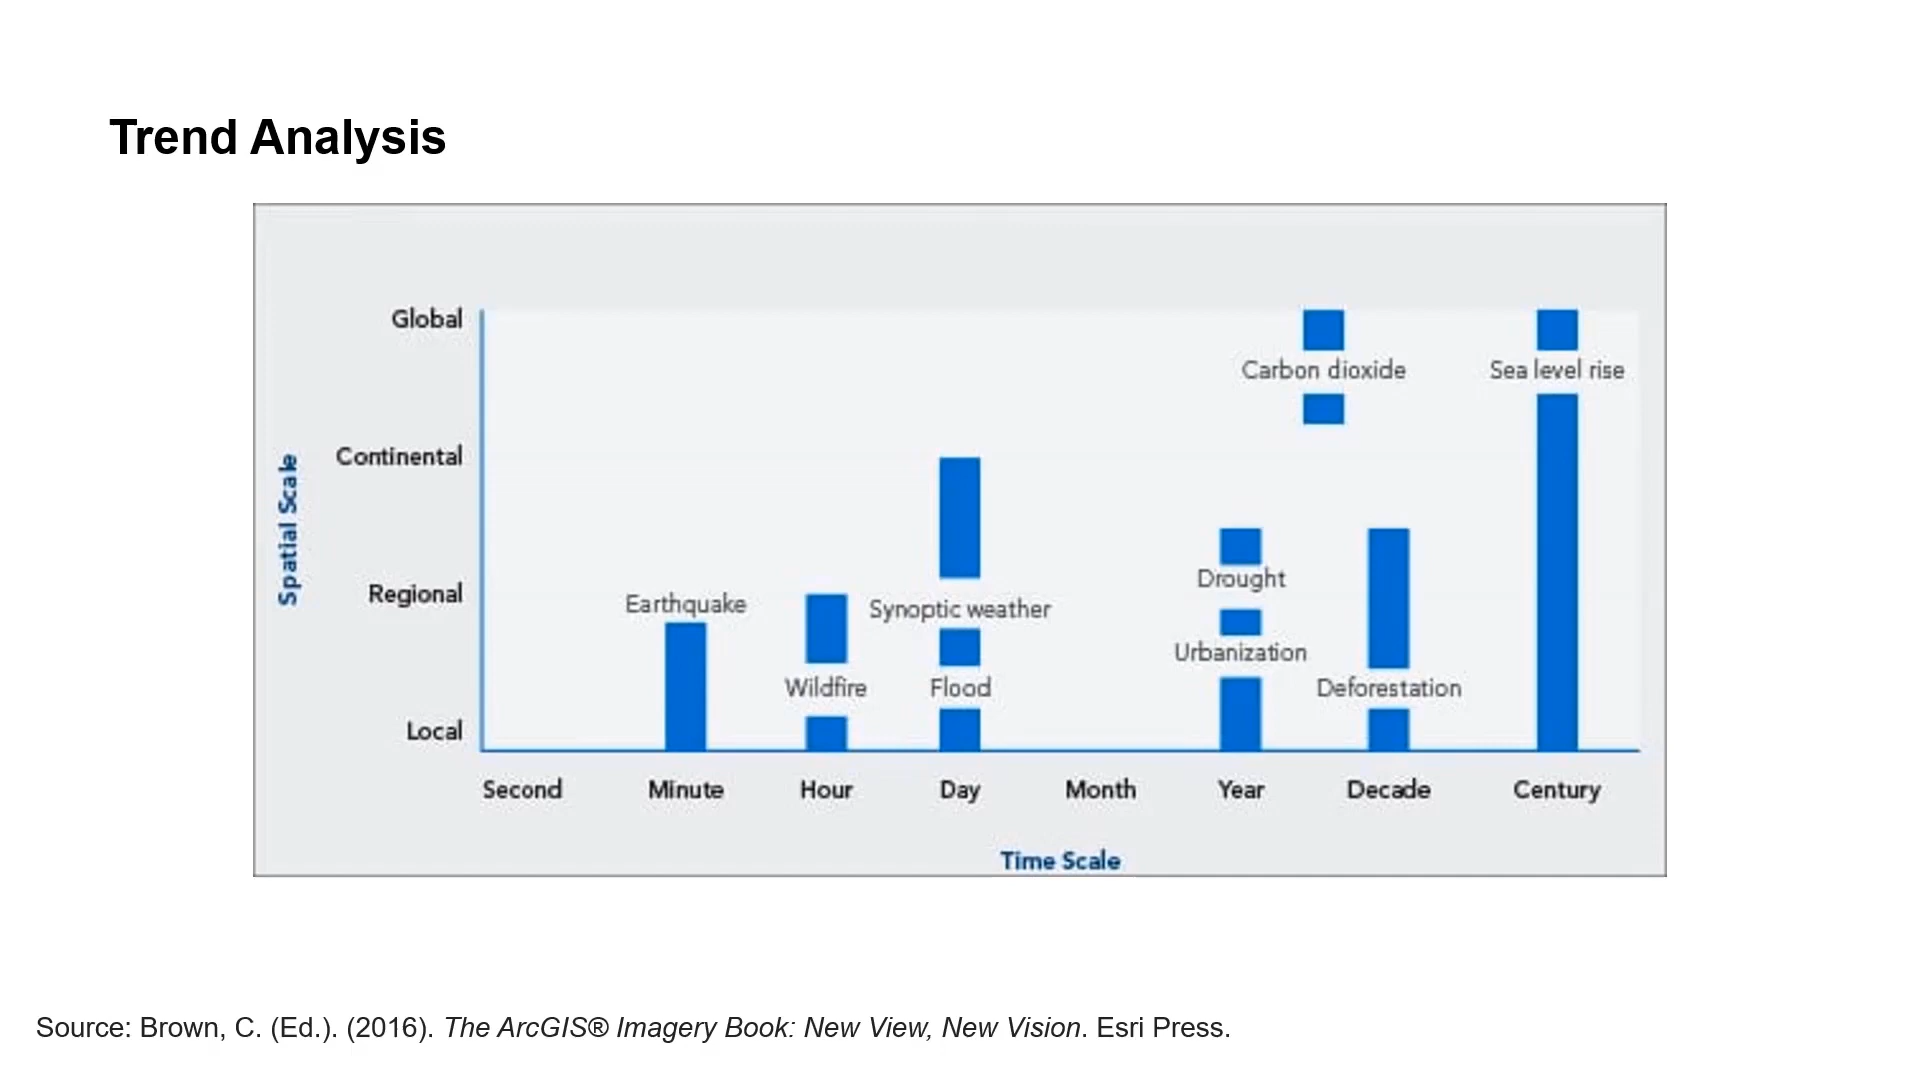 Trend Analysis
Global
Carbon dioxide
Sea level rise
Continental
Spatial Scale
Drought
Regional
Earthquake
Synoptic weather
Urbanization
Wildfire
Flood
Deforestation
Local
Second Minute Hour Day Month Year Decade Century
Time Scale
Source: Brown, C. (Ed.). (2016). The ArcGIS® Imagery Book: New View, New Vision. Esri Press.